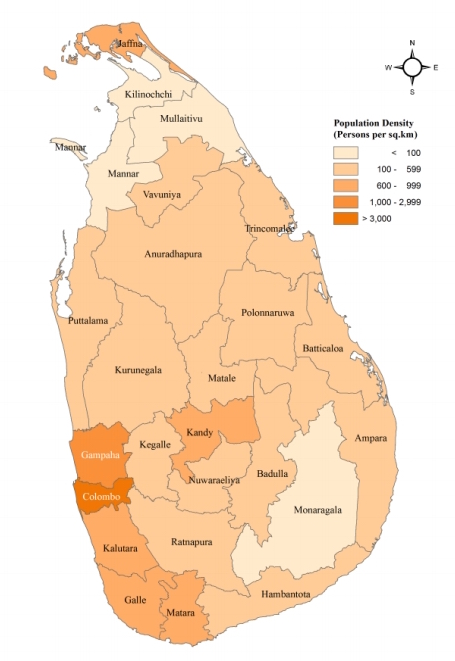 Jaffna
N
W E
S
Kilinochchi
Mullaitivu
Population Density
(Persons per sq.km)
< 100
100 - 599
600 - 999
1,000 - 2,999
> 3,000
Mannar
Mannar
Vavuniya
Trincomalee
Anuradhapura
Polonnaruwa
Puttalama
Batticaloa
Kurunegala
Matale
Kandy
Ampara
Kegalle
Gampaha
Badulla
Nuwaraeliya
Colombo
Monaragala
Ratnapura
Kalutara
Hambantota
Galle
Matara